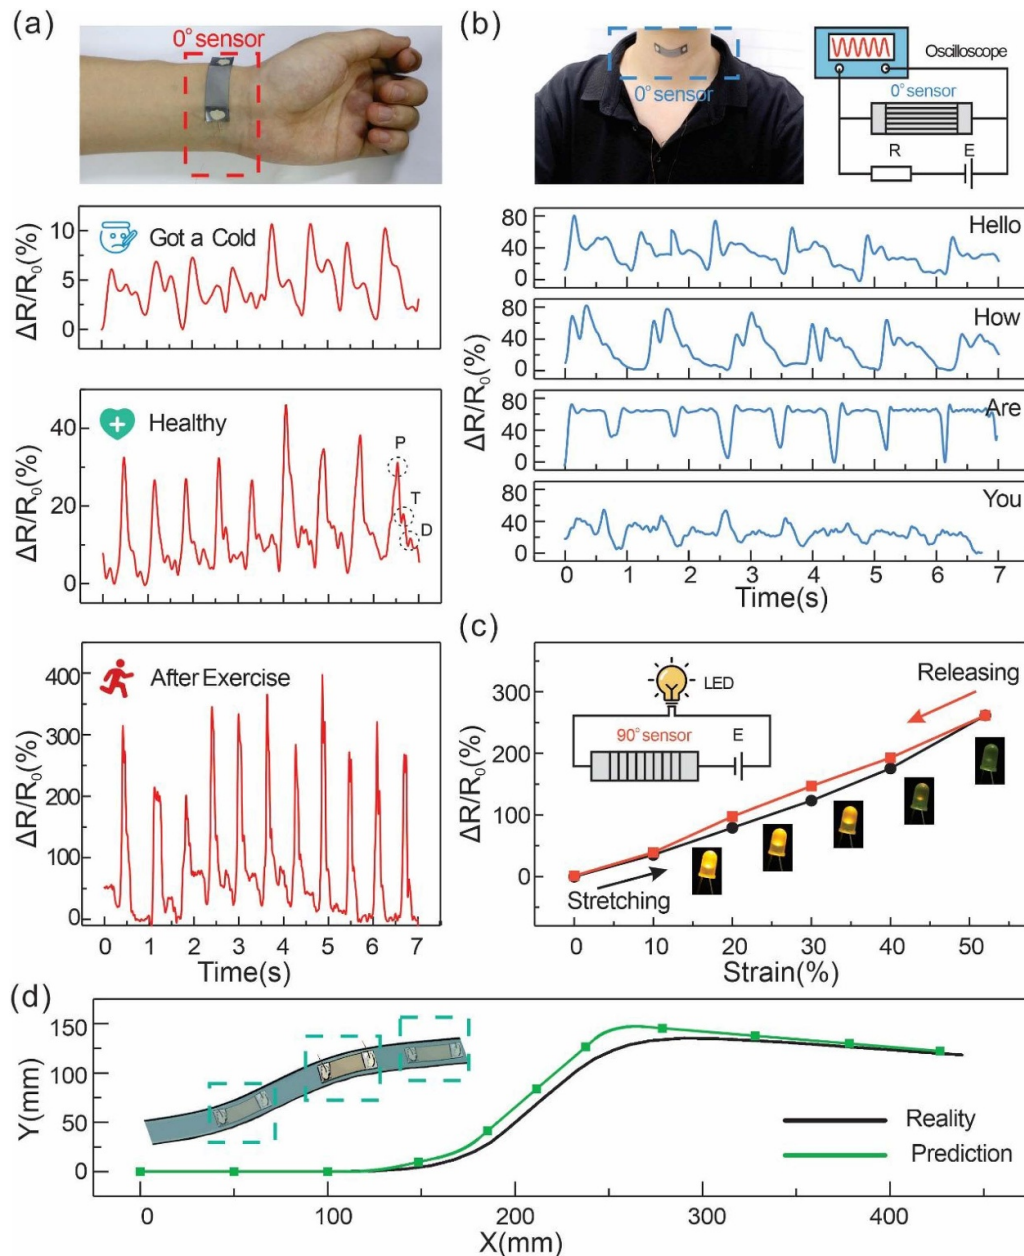 (a)
0° sensor
ΔR/R₀(%)
10
5
0
Got a Cold
ΔR/R₀(%)
40
20
0
Healthy
P
T
D
ΔR/R₀(%)
400
300
200
100
0
After Exercise
0 1 2 3 4 5 6 7
Time(s)
(b)
0° sensor
Oscilloscope
0° sensor
R E
ΔR/R₀(%)
80
40
0
Hello
80
40
0
How
80
40
0
Are
80
40
0
You
0 1 2 3 4 5 6 7
Time(s)
(c)
ΔR/R₀(%)
300
200
100
0
LED
90° sensor
E
Releasing
Stretching
0 10 20 30 40 50
Strain(%)
(d)
Y(mm)
150
100
50
0
Reality
Prediction
0 100 200 300 400
X(mm)